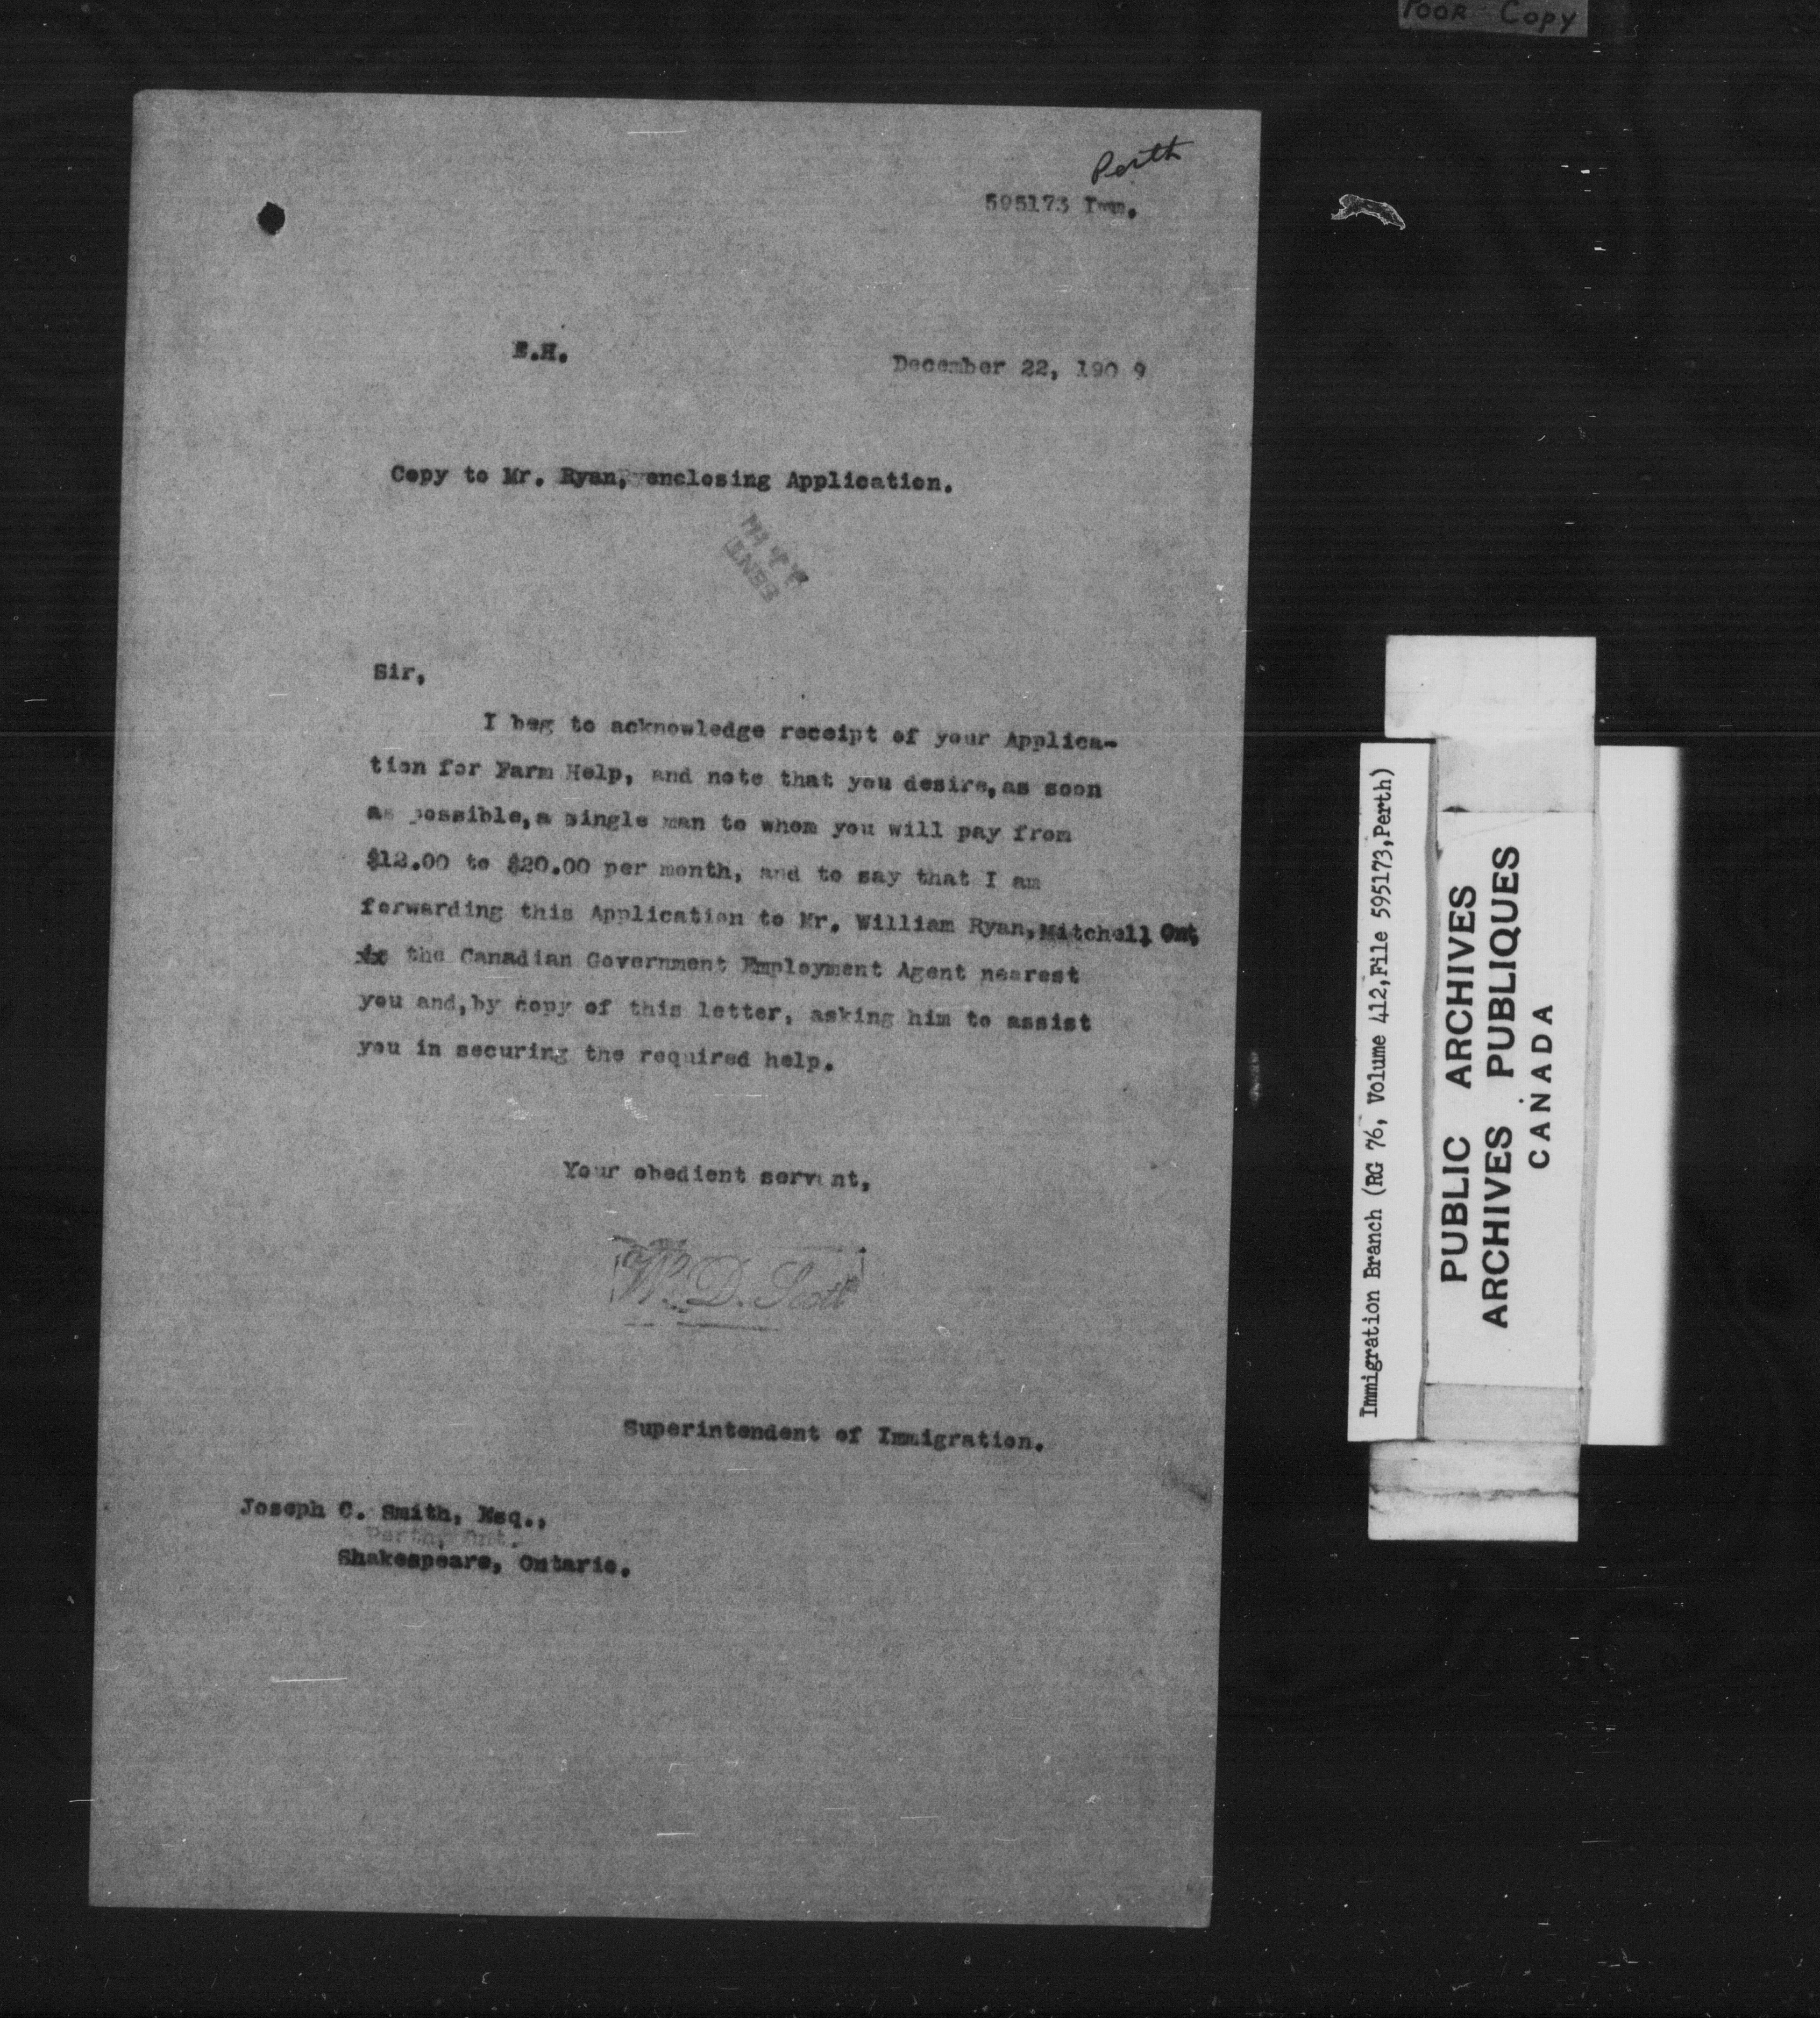 POOR COPY
Perth
595173 Imm.
E.H.
December 22, 190 9
Copy to Mr. Ryan, enclosing Application.
SENT
Sir,
I beg to acknowledge receipt of your Applica-
tion for Farm Help, and note that you desire, as soon
as possible, a single man to whom you will pay from
$12.00 to $20.00 per month, and to say that I am
forwarding this Application to Mr. William Ryan, Mitchell, Ont,
the Canadian Government Employment Agent nearest
you and, by copy of this letter, asking him to assist
you in securing the required help.
Your obedient servant,
W. D. Scott
Superintendent of Immigration.
Joseph C. Smith, Esq.,
Perth, Ont.
Shakespeare, Ontario.
Immigration Branch (RG 76, Volume 412, File 595173, Perth)
PUBLIC ARCHIVES
ARCHIVES PUBLIQUES
CANADA